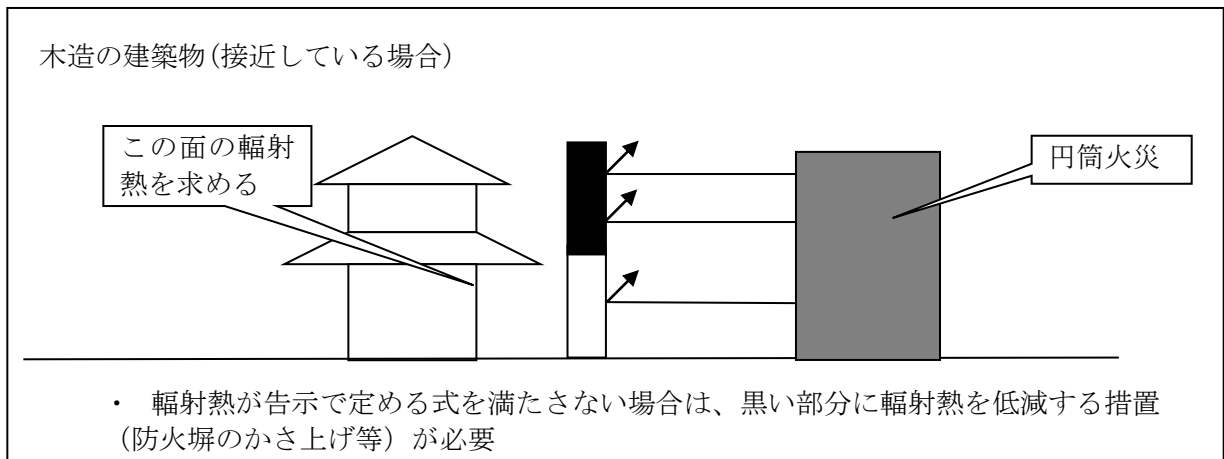 木造の建築物(接近している場合)
この面の輻射
熱を求める
円筒火災
・ 輻射熱が告示で定める式を満たさない場合は、黒い部分に輻射熱を低減する措置
(防火塀のかさ上げ等）が必要